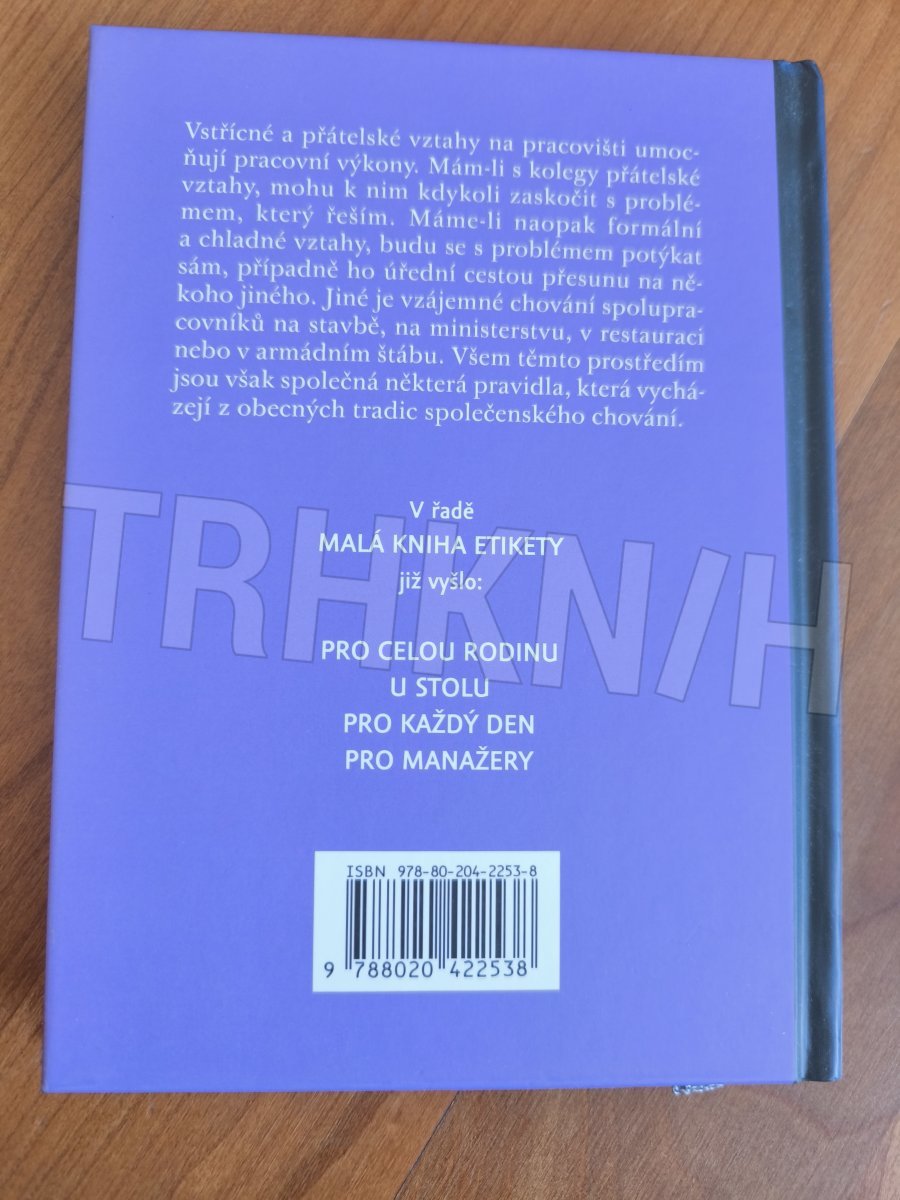 Vstřícné a přátelské vztahy na pracovišti umoc-
ňují pracovní výkony. Mám-li s kolegy přátelské
vztahy, mohu k nim kdykoli zaskočit s problé-
mem, který řeším. Máme-li naopak formální
a chladné vztahy, budu se s problémem potýkat
sám, případně ho úřední cestou přesunu na ně-
koho jiného. Jiné je vzájemné chování spolupra-
covníků na stavbě, na ministerstvu, v restauraci
nebo v armádním štábu. Všem těmto prostředím
jsou však společná některá pravidla, která vychá-
zejí z obecných tradic společenského chování.
V řadě
MALÁ KNIHA ETIKETY
již vyšlo:
TRHKN/H
PRO CELOU RODINU
U STOLU
PRO KAŽDÝ DEN
PRO MANAŽERY
ISBN 978-80-204-2253-8
9 788020 422538